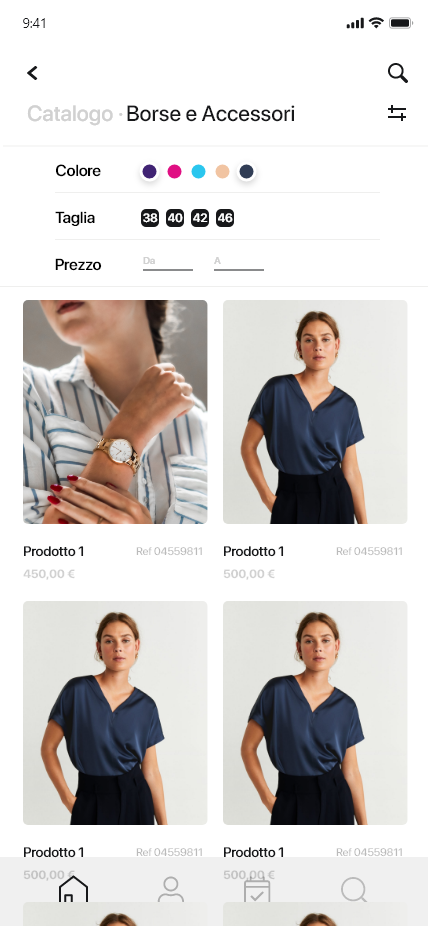 9:41
Catalogo · Borse e Accessori
Colore
Taglia 38 40 42 46
Prezzo Da A
Prodotto 1 Ref 04559811 Prodotto 1 Ref 04559811
450,00 € 500,00 €
Prodotto 1 Ref 04559811 Prodotto 1 Ref 04559811
500,00 € 500,00 €